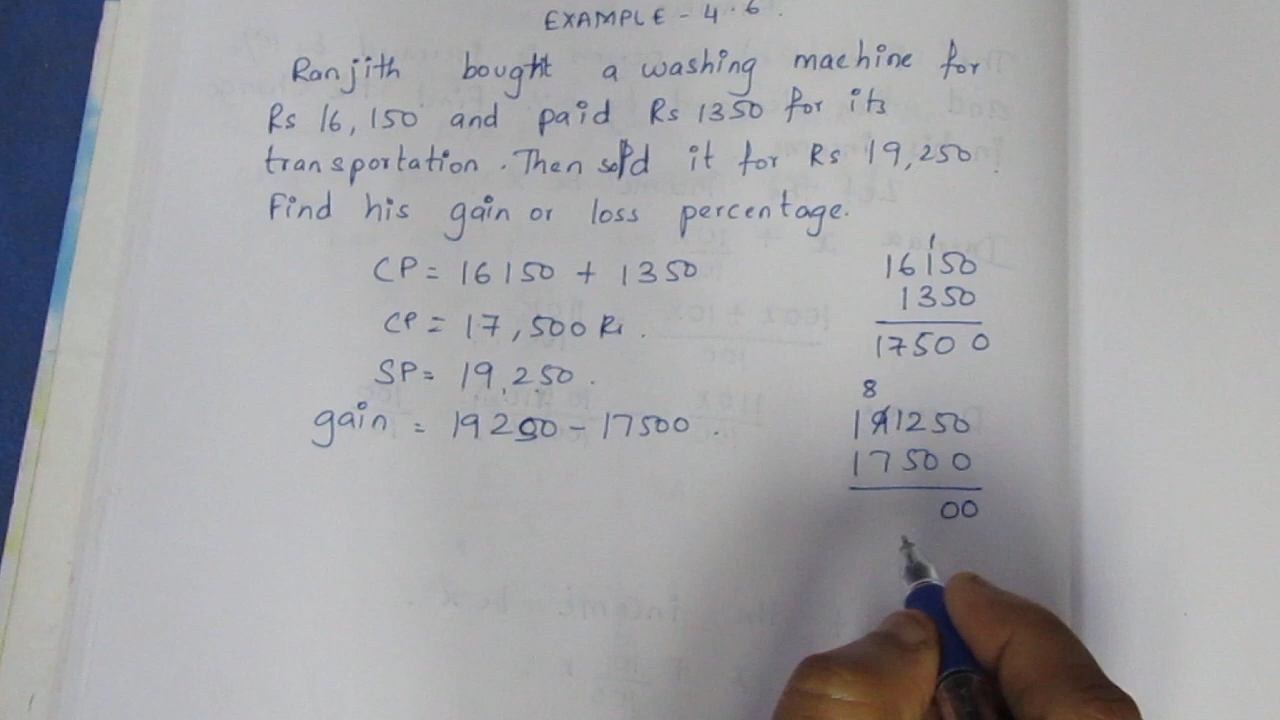 EXAMPLE - 4.6.
Ranjith bought a washing machine for
Rs 16,150 and paid Rs 1350 for its
transportation. Then sold it for Rs 19,250.
Find his gain or loss percentage.
CP = 16150 + 1350
CP = 17,500 Rs.
SP = 19,250.
gain = 19250 - 17500.
1
16150
1350
17500
8
191250
17500
00